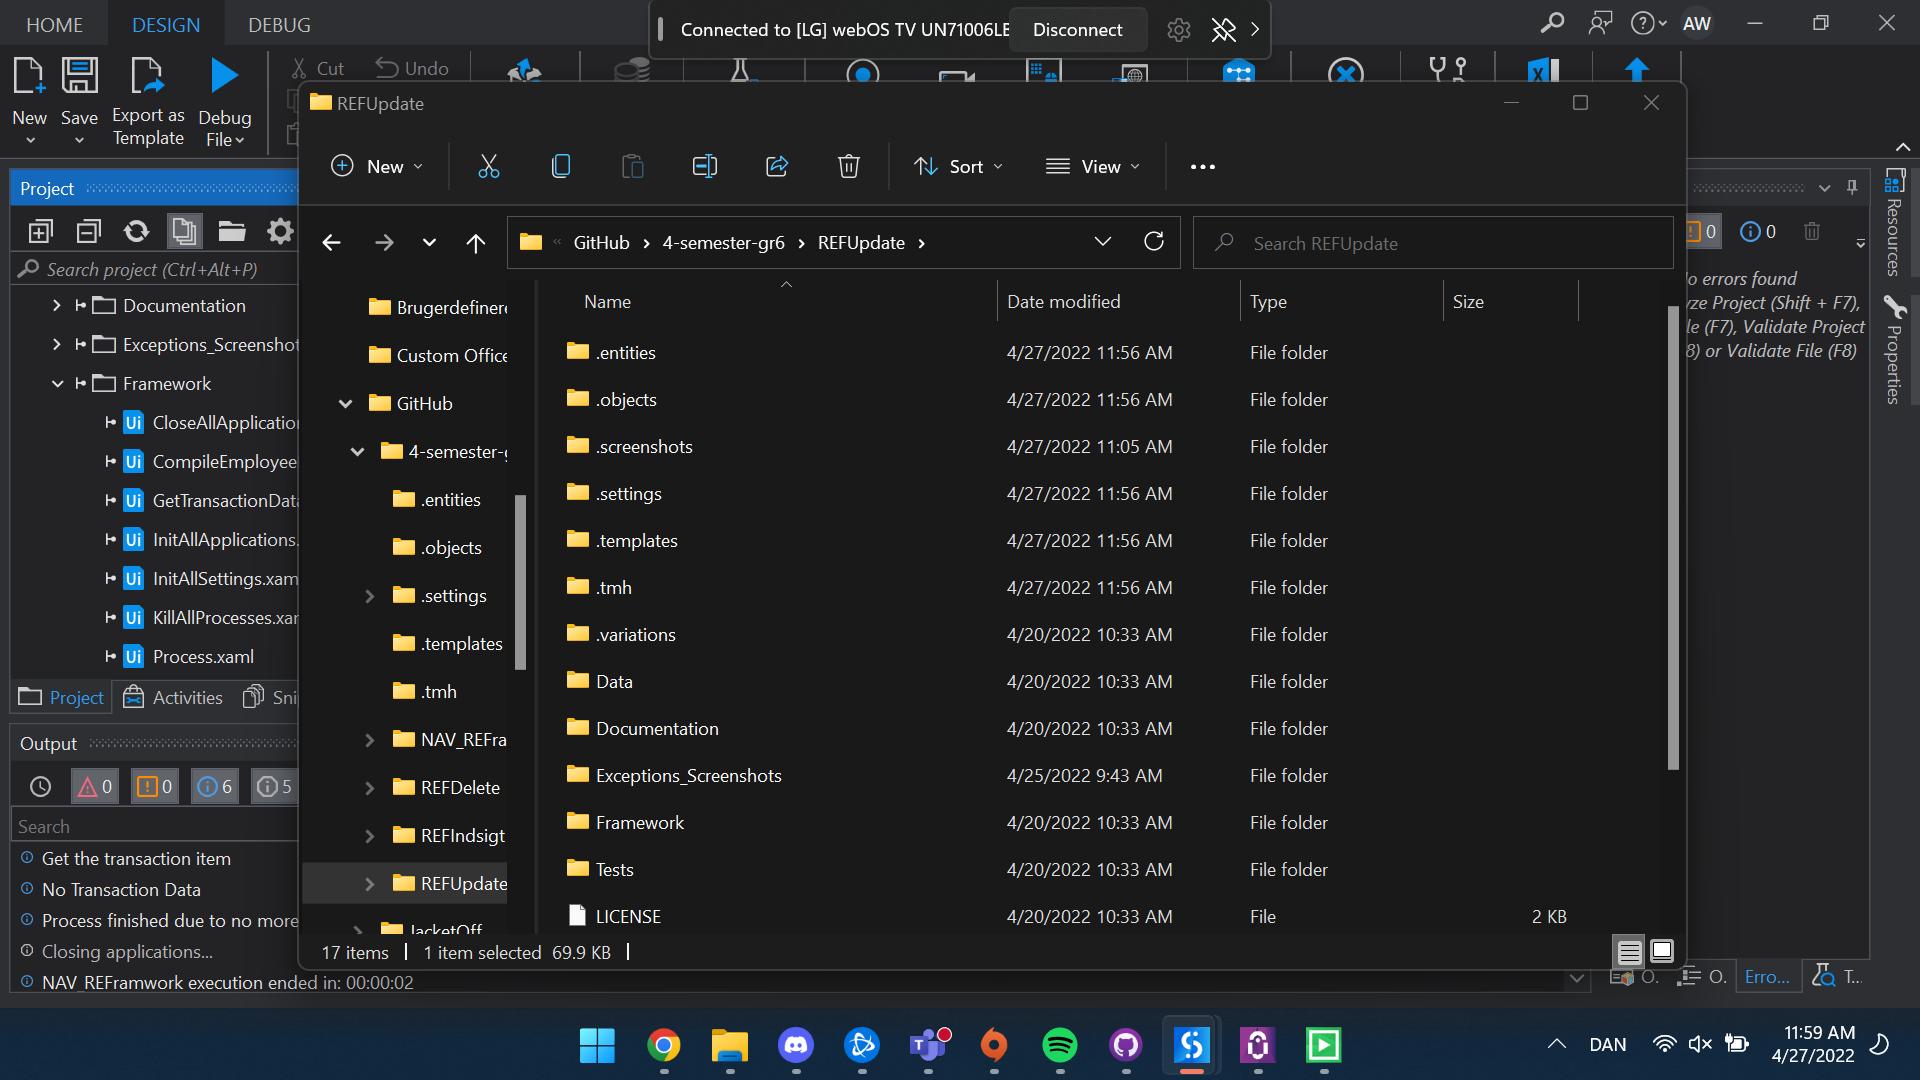 HOME DESIGN DEBUG
Connected to [LG] webOS TV UN71006LE
Disconnect
AW
New
Save
Export as
Template
Debug
File
Cut
Undo
REFUpdate
New
Sort
View
Project
GitHub › 4-semester-gr6 › REFUpdate ›
Search REFUpdate
Search project (Ctrl+Alt+P)
Documentation
Exceptions_Screenshot
Framework
CloseAllApplication
CompileEmployee
GetTransactionData
InitAllApplications.
InitAllSettings.xam
KillAllProcesses.xam
Process.xaml
Project
Activities
Sni
Output
0
0
6
5
Search
Get the transaction item
No Transaction Data
Process finished due to no more
Closing applications...
NAV_REFramwork execution ended in: 00:00:02
Brugerdefinere
Custom Office
GitHub
4-semester-g
.entities
.objects
.settings
.templates
.tmh
NAV_REFra
REFDelete
REFIndsigt
REFUpdate
JacketOff
Name Date modified Type Size
.entities 4/27/2022 11:56 AM File folder
.objects 4/27/2022 11:56 AM File folder
.screenshots 4/27/2022 11:05 AM File folder
.settings 4/27/2022 11:56 AM File folder
.templates 4/27/2022 11:56 AM File folder
.tmh 4/27/2022 11:56 AM File folder
.variations 4/20/2022 10:33 AM File folder
Data 4/20/2022 10:33 AM File folder
Documentation 4/20/2022 10:33 AM File folder
Exceptions_Screenshots 4/25/2022 9:43 AM File folder
Framework 4/20/2022 10:33 AM File folder
Tests 4/20/2022 10:33 AM File folder
LICENSE 4/20/2022 10:33 AM File 2 KB
17 items 1 item selected 69.9 KB
0
0
o errors found
yze Project (Shift + F7),
le (F7), Validate Project
8) or Validate File (F8)
Resources
Properties
O.
O.
Erro...
T...
DAN
11:59 AM
4/27/2022